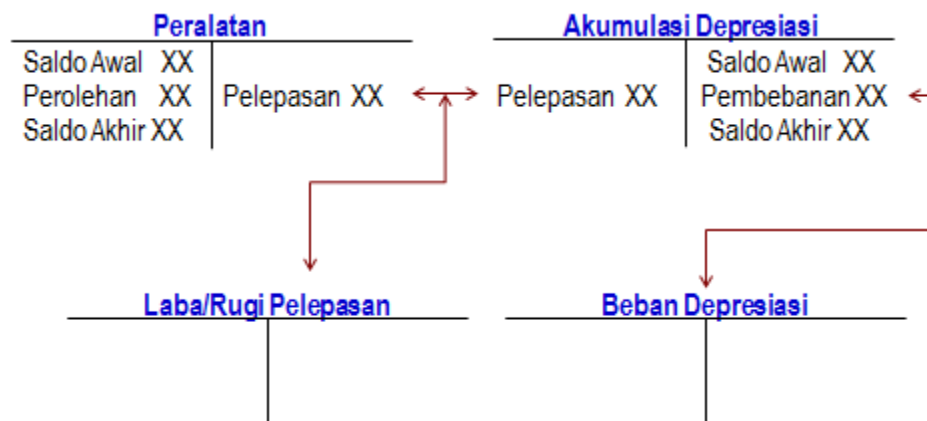 Peralatan
Saldo Awal XX
Perolehan XX
Pelepasan XX
Saldo Akhir XX
Akumulasi Depresiasi
Saldo Awal XX
Pelepasan XX
Pembebanan XX
Saldo Akhir XX
Laba/Rugi Pelepasan
Beban Depresiasi